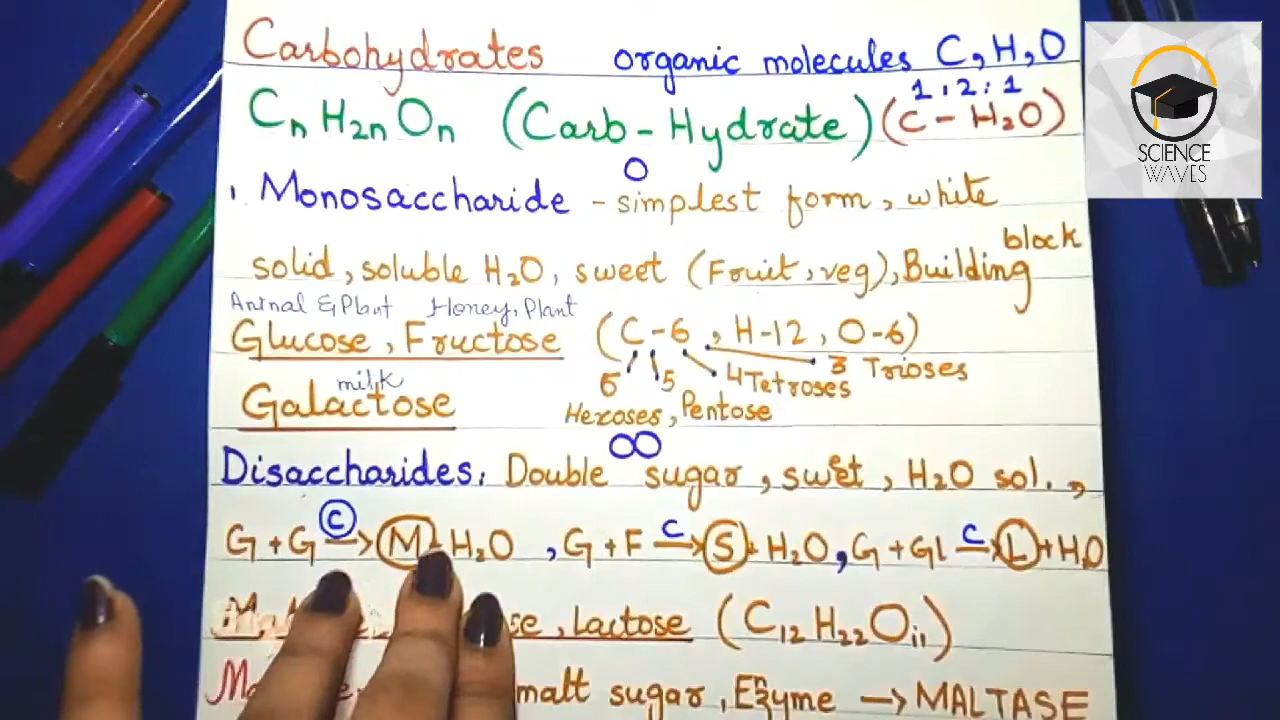 Carbohydrates organic molecules C, H, O
1:2:1
CnH2nOn (Carb-Hydrate) (C-H2O)
1 Monosaccharide - simplest form, white
block
solid, soluble H2O, sweet (Fruit, veg), Building
Animal & Plant Honey, Plant
Glucose, Fructose (C-6, H-12, O-6)
6 5 4 Tetroses 3 Trioses
milk
Galactose Hexoses, Pentose
Disaccharides: Double sugar, sweet, H2O sol.,
G + G C→ M + H2O, G + F C→ S + H2O, G + Gl C→ L + H2O
Lactose (C12H22O11)
malt sugar, Enzyme → MALTASE
SCIENCE
WAVES